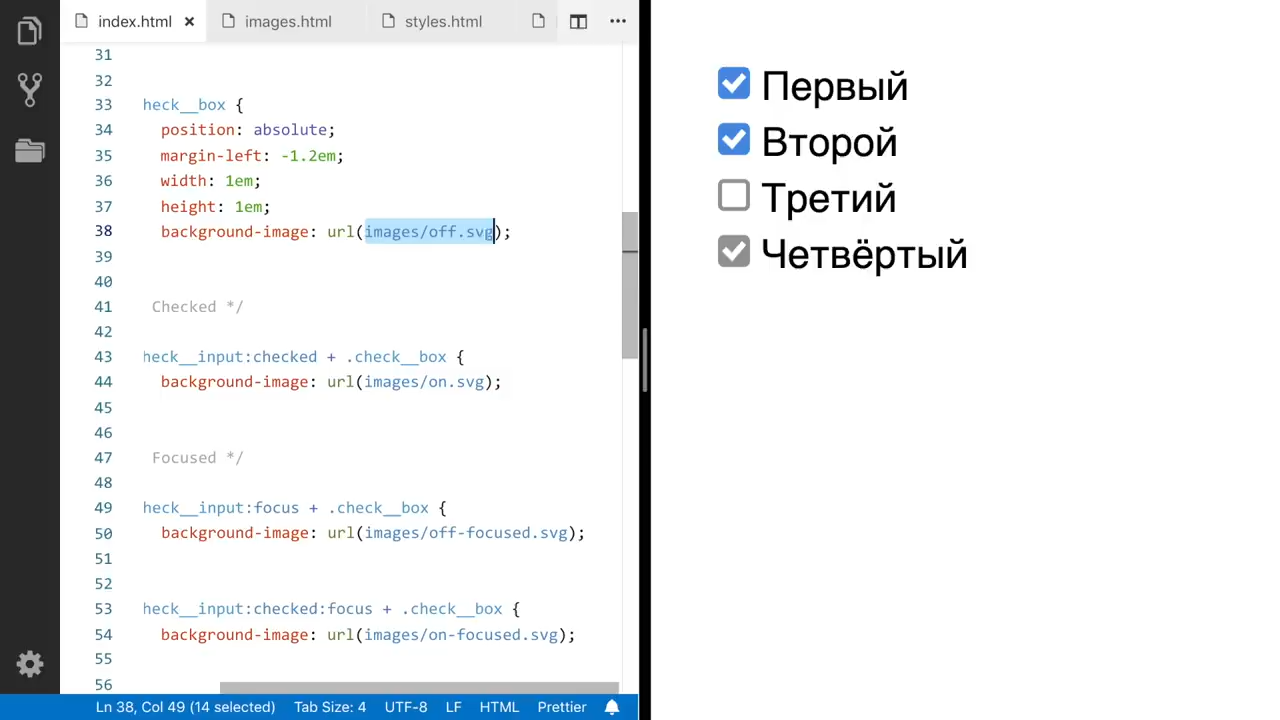 index.html
images.html
styles.html
31
32
33 heck__box {
34 position: absolute;
35 margin-left: -1.2em;
36 width: 1em;
37 height: 1em;
38 background-image: url(images/off.svg);
39
40
41 Checked */
42
43 heck__input:checked + .check__box {
44 background-image: url(images/on.svg);
45
46
47 Focused */
48
49 heck__input:focus + .check__box {
50 background-image: url(images/off-focused.svg);
51
52
53 heck__input:checked:focus + .check__box {
54 background-image: url(images/on-focused.svg);
55
56
Ln 38, Col 49 (14 selected) Tab Size: 4 UTF-8 LF HTML Prettier
Первый
Второй
Третий
Четвёртый